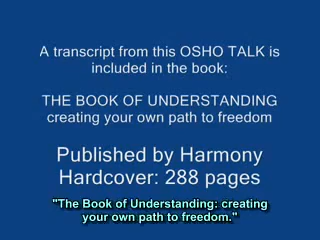 A transcript from this OSHO TALK is
included in the book:
THE BOOK OF UNDERSTANDING
creating your own path to freedom
Published by Harmony
Hardcover: 288 pages
"The Book of Understanding: creating
your own path to freedom."